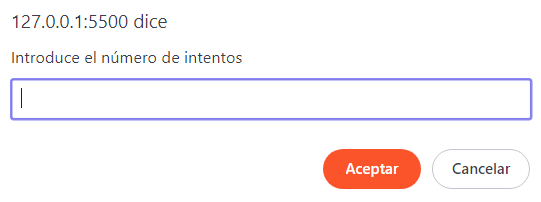 127.0.0.1:5500 dice
Introduce el número de intentos
Aceptar
Cancelar